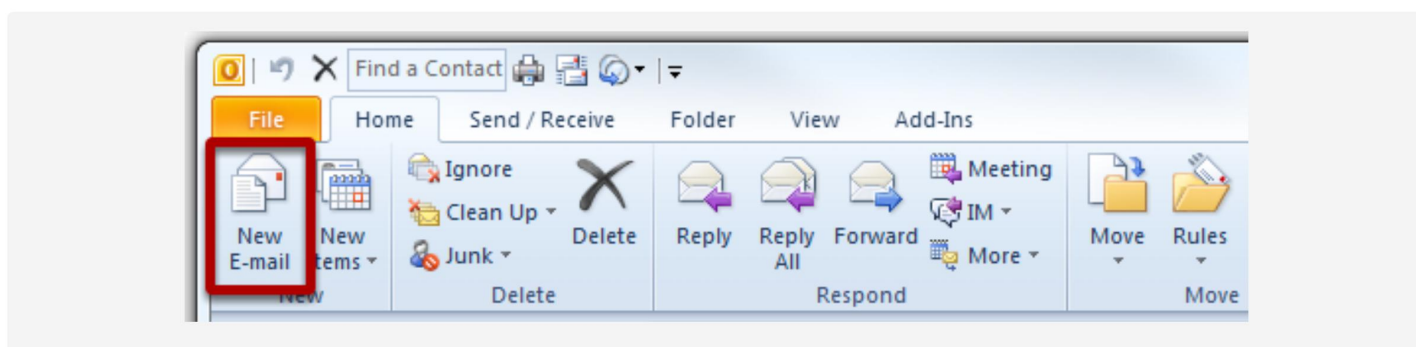 Find a Contact
File Home Send / Receive Folder View Add-Ins
Ignore Meeting
Clean Up IM
New E-mail New Items Junk Delete Reply Reply All Forward More Move Rules
New Delete Respond Move